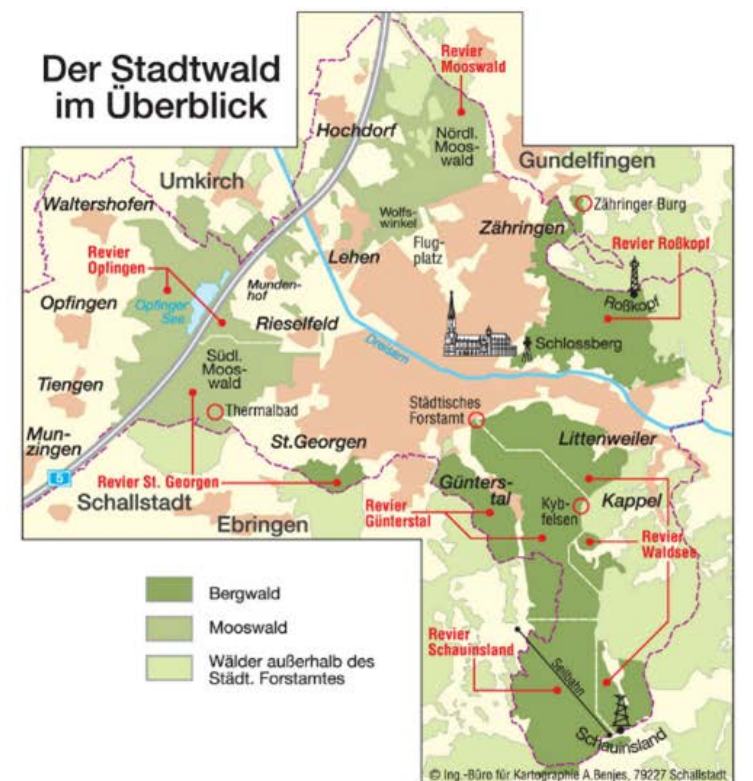 Der Stadtwald
im Überblick
Revier
Mooswald
Hochdorf
Nördl.
Moos-
wald
Gundelfingen
Umkirch
Waltershofen
Wolfs-
winkel
Zähringer Burg
Zähringen
Flug-
platz
Revier Roßkopf
Revier
Opfingen
Lehen
Munden-
hof
Opfingen
Opfinger
See
Rieselfeld
Roßkopf
Dreisam
Schlossberg
Südl.
Moos-
wald
Tiengen
Thermalbad
Städtisches
Forstamt
Mun-
zingen
St.Georgen
Littenweiler
5
Revier St. Georgen
Schallstadt
Günters-
tal
Kyb-
felsen
Kappel
Ebringen
Revier
Günterstal
Revier
Waldsee
Bergwald
Mooswald
Wälder außerhalb des
Städt. Forstamtes
Revier
Schauinsland
Seilbahn
Schauinsland
© Ing.-Büro für Kartographie A.Benjes, 79227 Schallstadt